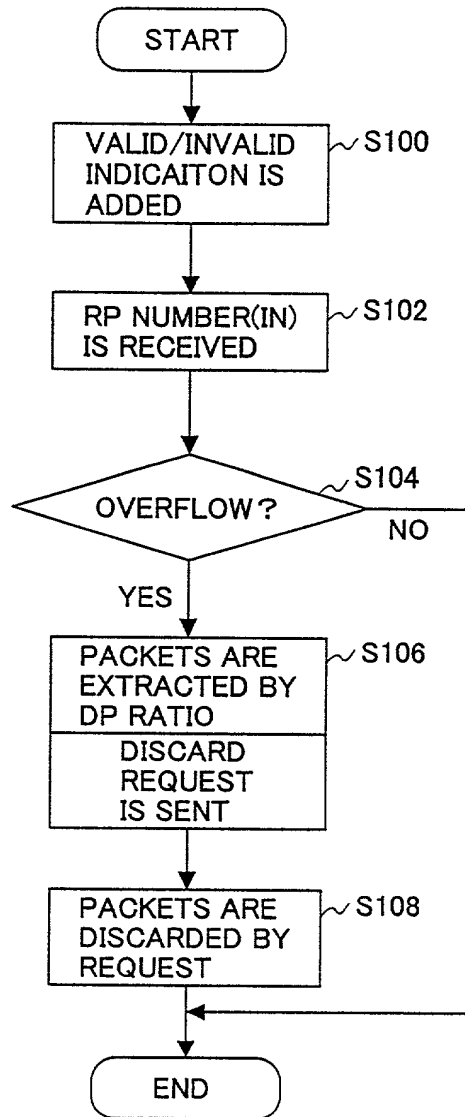 START
VALID/INVALID
INDICAITON IS
ADDED
S100
RP NUMBER(IN)
IS RECEIVED
S102
OVERFLOW?
S104
NO
YES
PACKETS ARE
EXTRACTED BY
DP RATIO
S106
DISCARD
REQUEST
IS SENT
PACKETS ARE
DISCARDED BY
REQUEST
S108
END